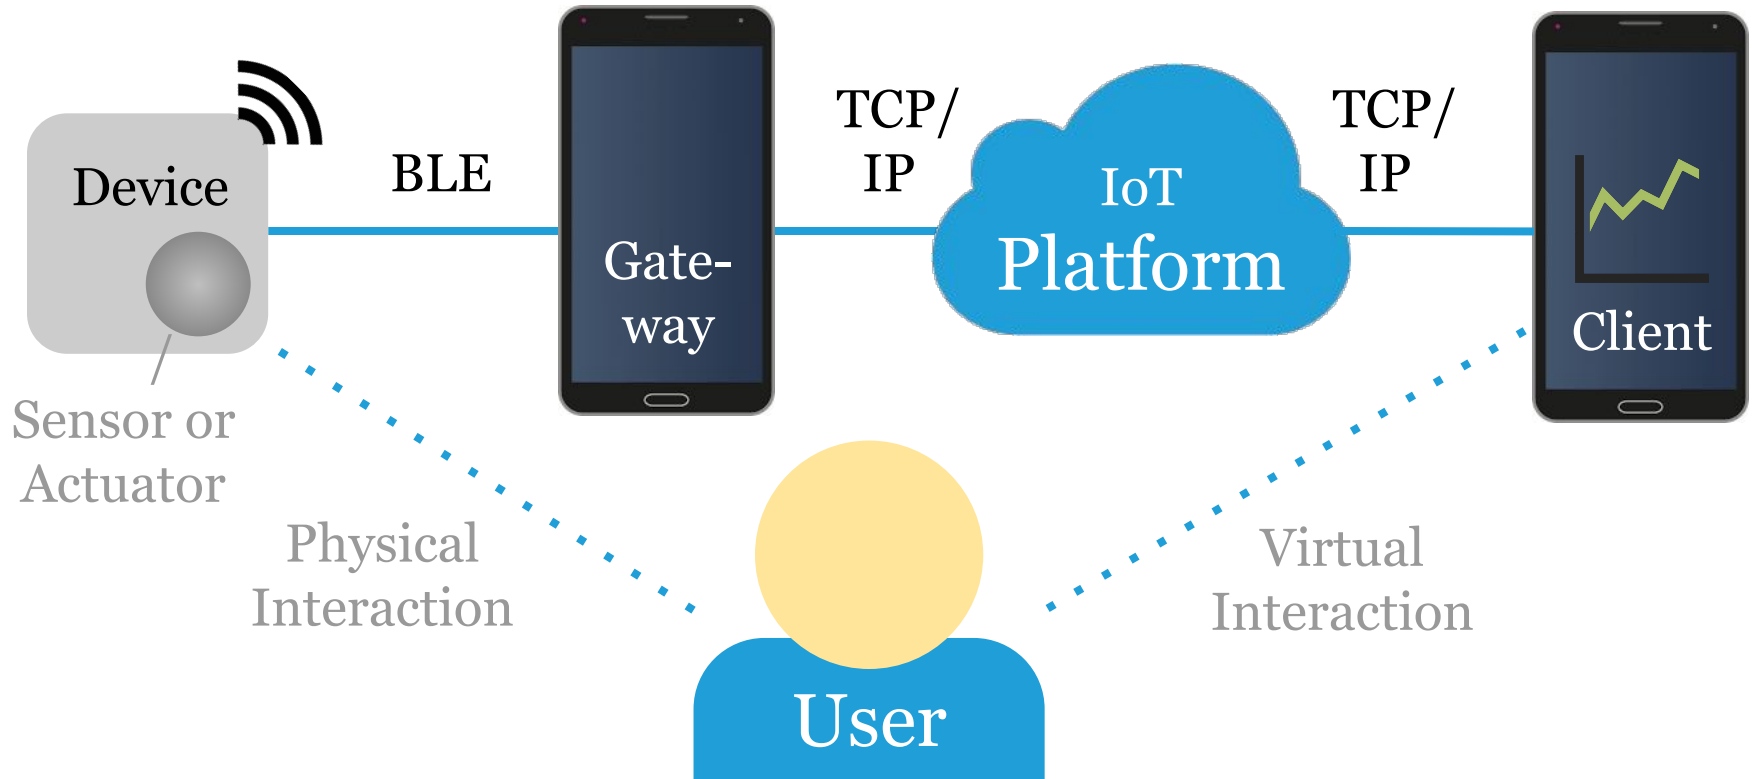 Device
BLE
TCP/
IP
IoT
Platform
TCP/
IP
Gate-
way
Client
Sensor or
Actuator
Physical
Interaction
Virtual
Interaction
User